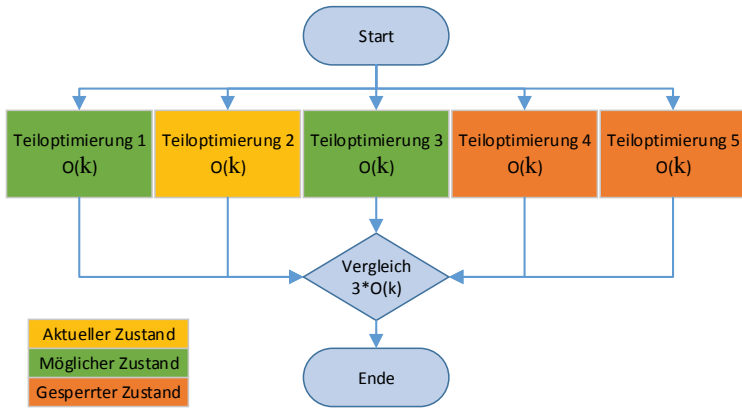 Start
Teiloptimierung 1
O(k)
Teiloptimierung 2
O(k)
Teiloptimierung 3
O(k)
Teiloptimierung 4
O(k)
Teiloptimierung 5
O(k)
Vergleich
3*O(k)
Aktueller Zustand
Möglicher Zustand
Gesperrter Zustand
Ende